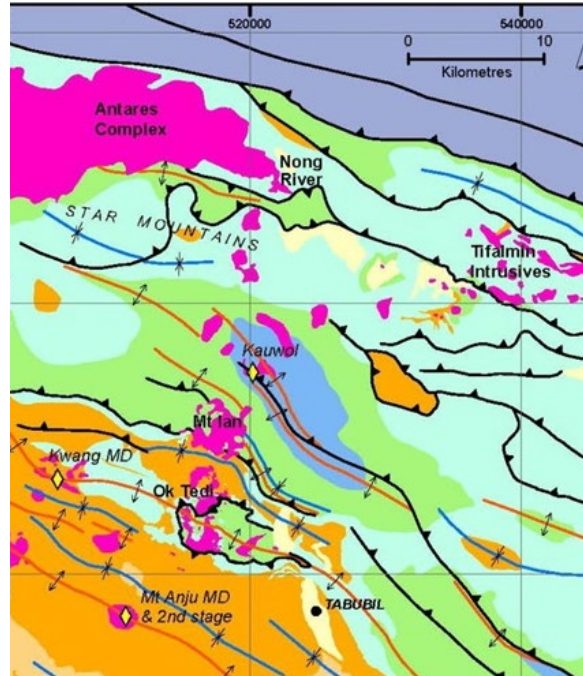 520000
540000
0
10
Kilometres
Antares
Complex
Nong
River
STAR MOUNTAINS
Tifalmin
Intrusives
Kauwol
Mt Ian
Kwang MD
Ok Tedi
Mt Anju MD
& 2nd stage
TABUBIL